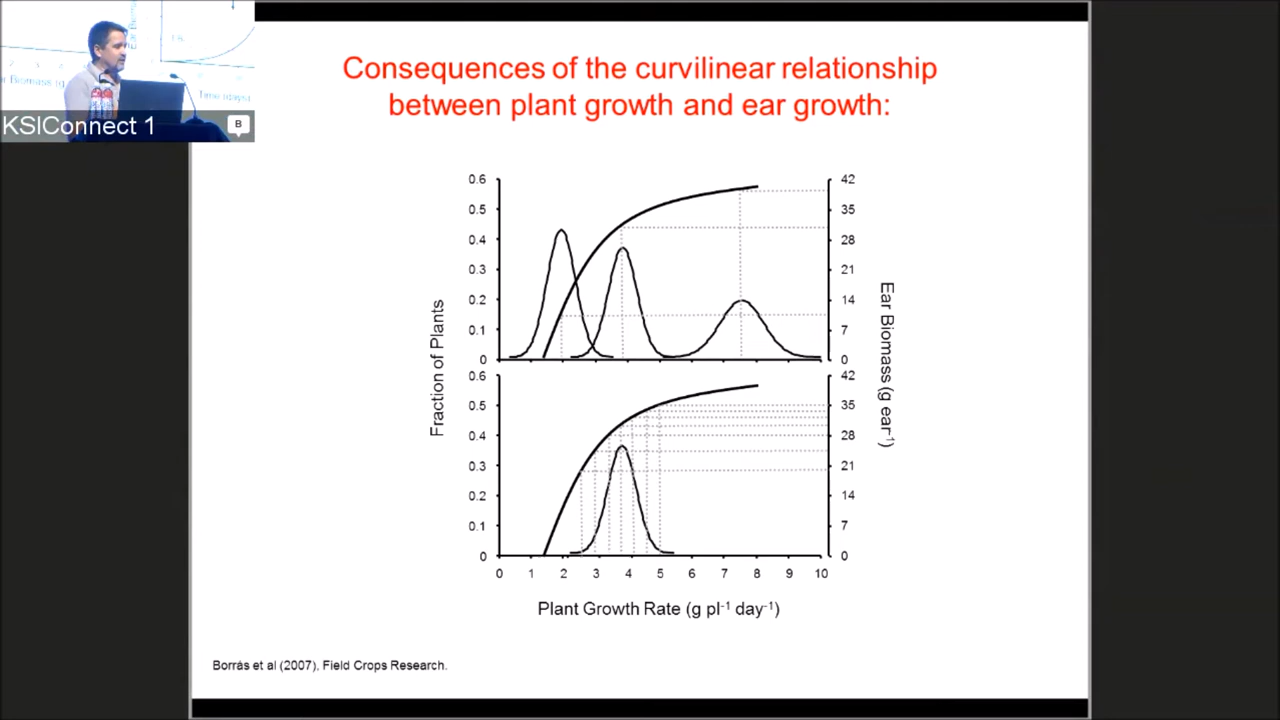 Consequences of the curvilinear relationship
between plant growth and ear growth:
KSIConnect 1
B
Biomass (g
Time (days)
0.6
0.5
0.4
0.3
0.2
0.1
0
42
35
28
21
14
7
0
0.6
0.5
0.4
0.3
0.2
0.1
0
42
35
28
21
14
7
0
0 1 2 3 4 5 6 7 8 9 10
Fraction of Plants
Ear Biomass (g ear⁻¹)
Plant Growth Rate (g pl⁻¹ day⁻¹)
Borrás et al (2007), Field Crops Research.